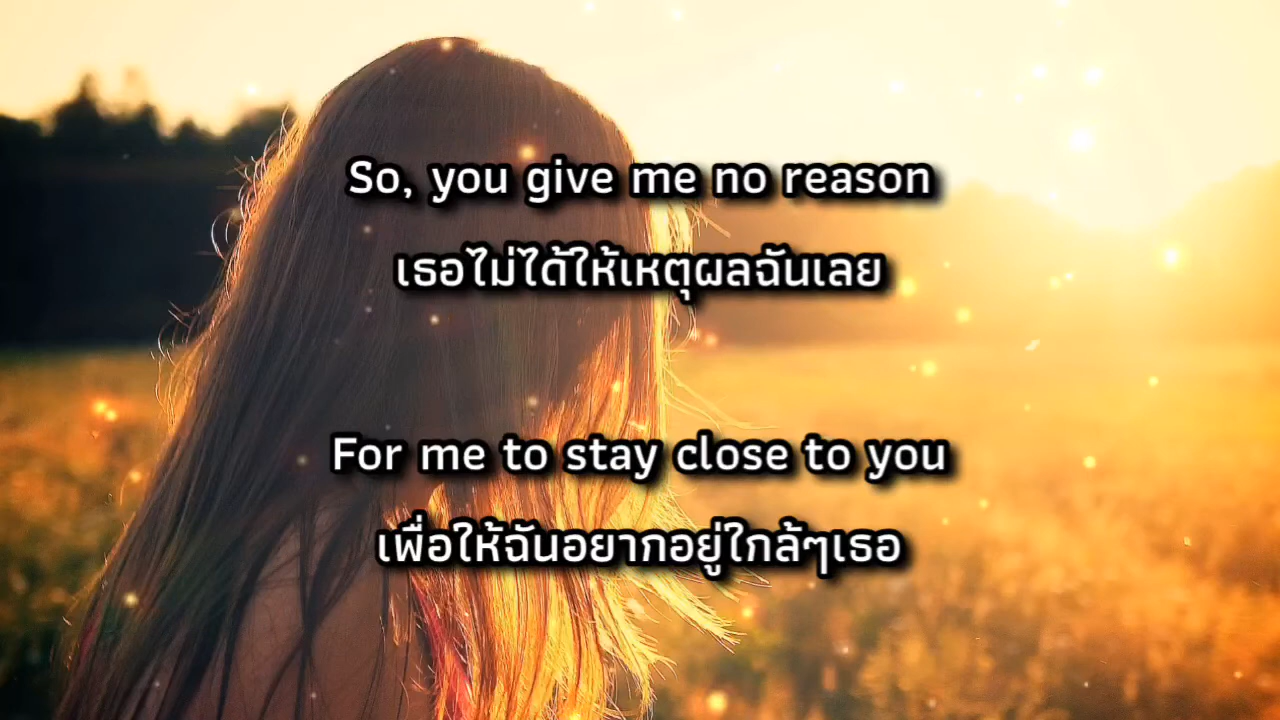 So, you give me no reason
เธอไม่ได้ให้เหตุผลฉันเลย
For me to stay close to you
เพื่อให้ฉันอยากอยู่ใกล้ๆเธอ